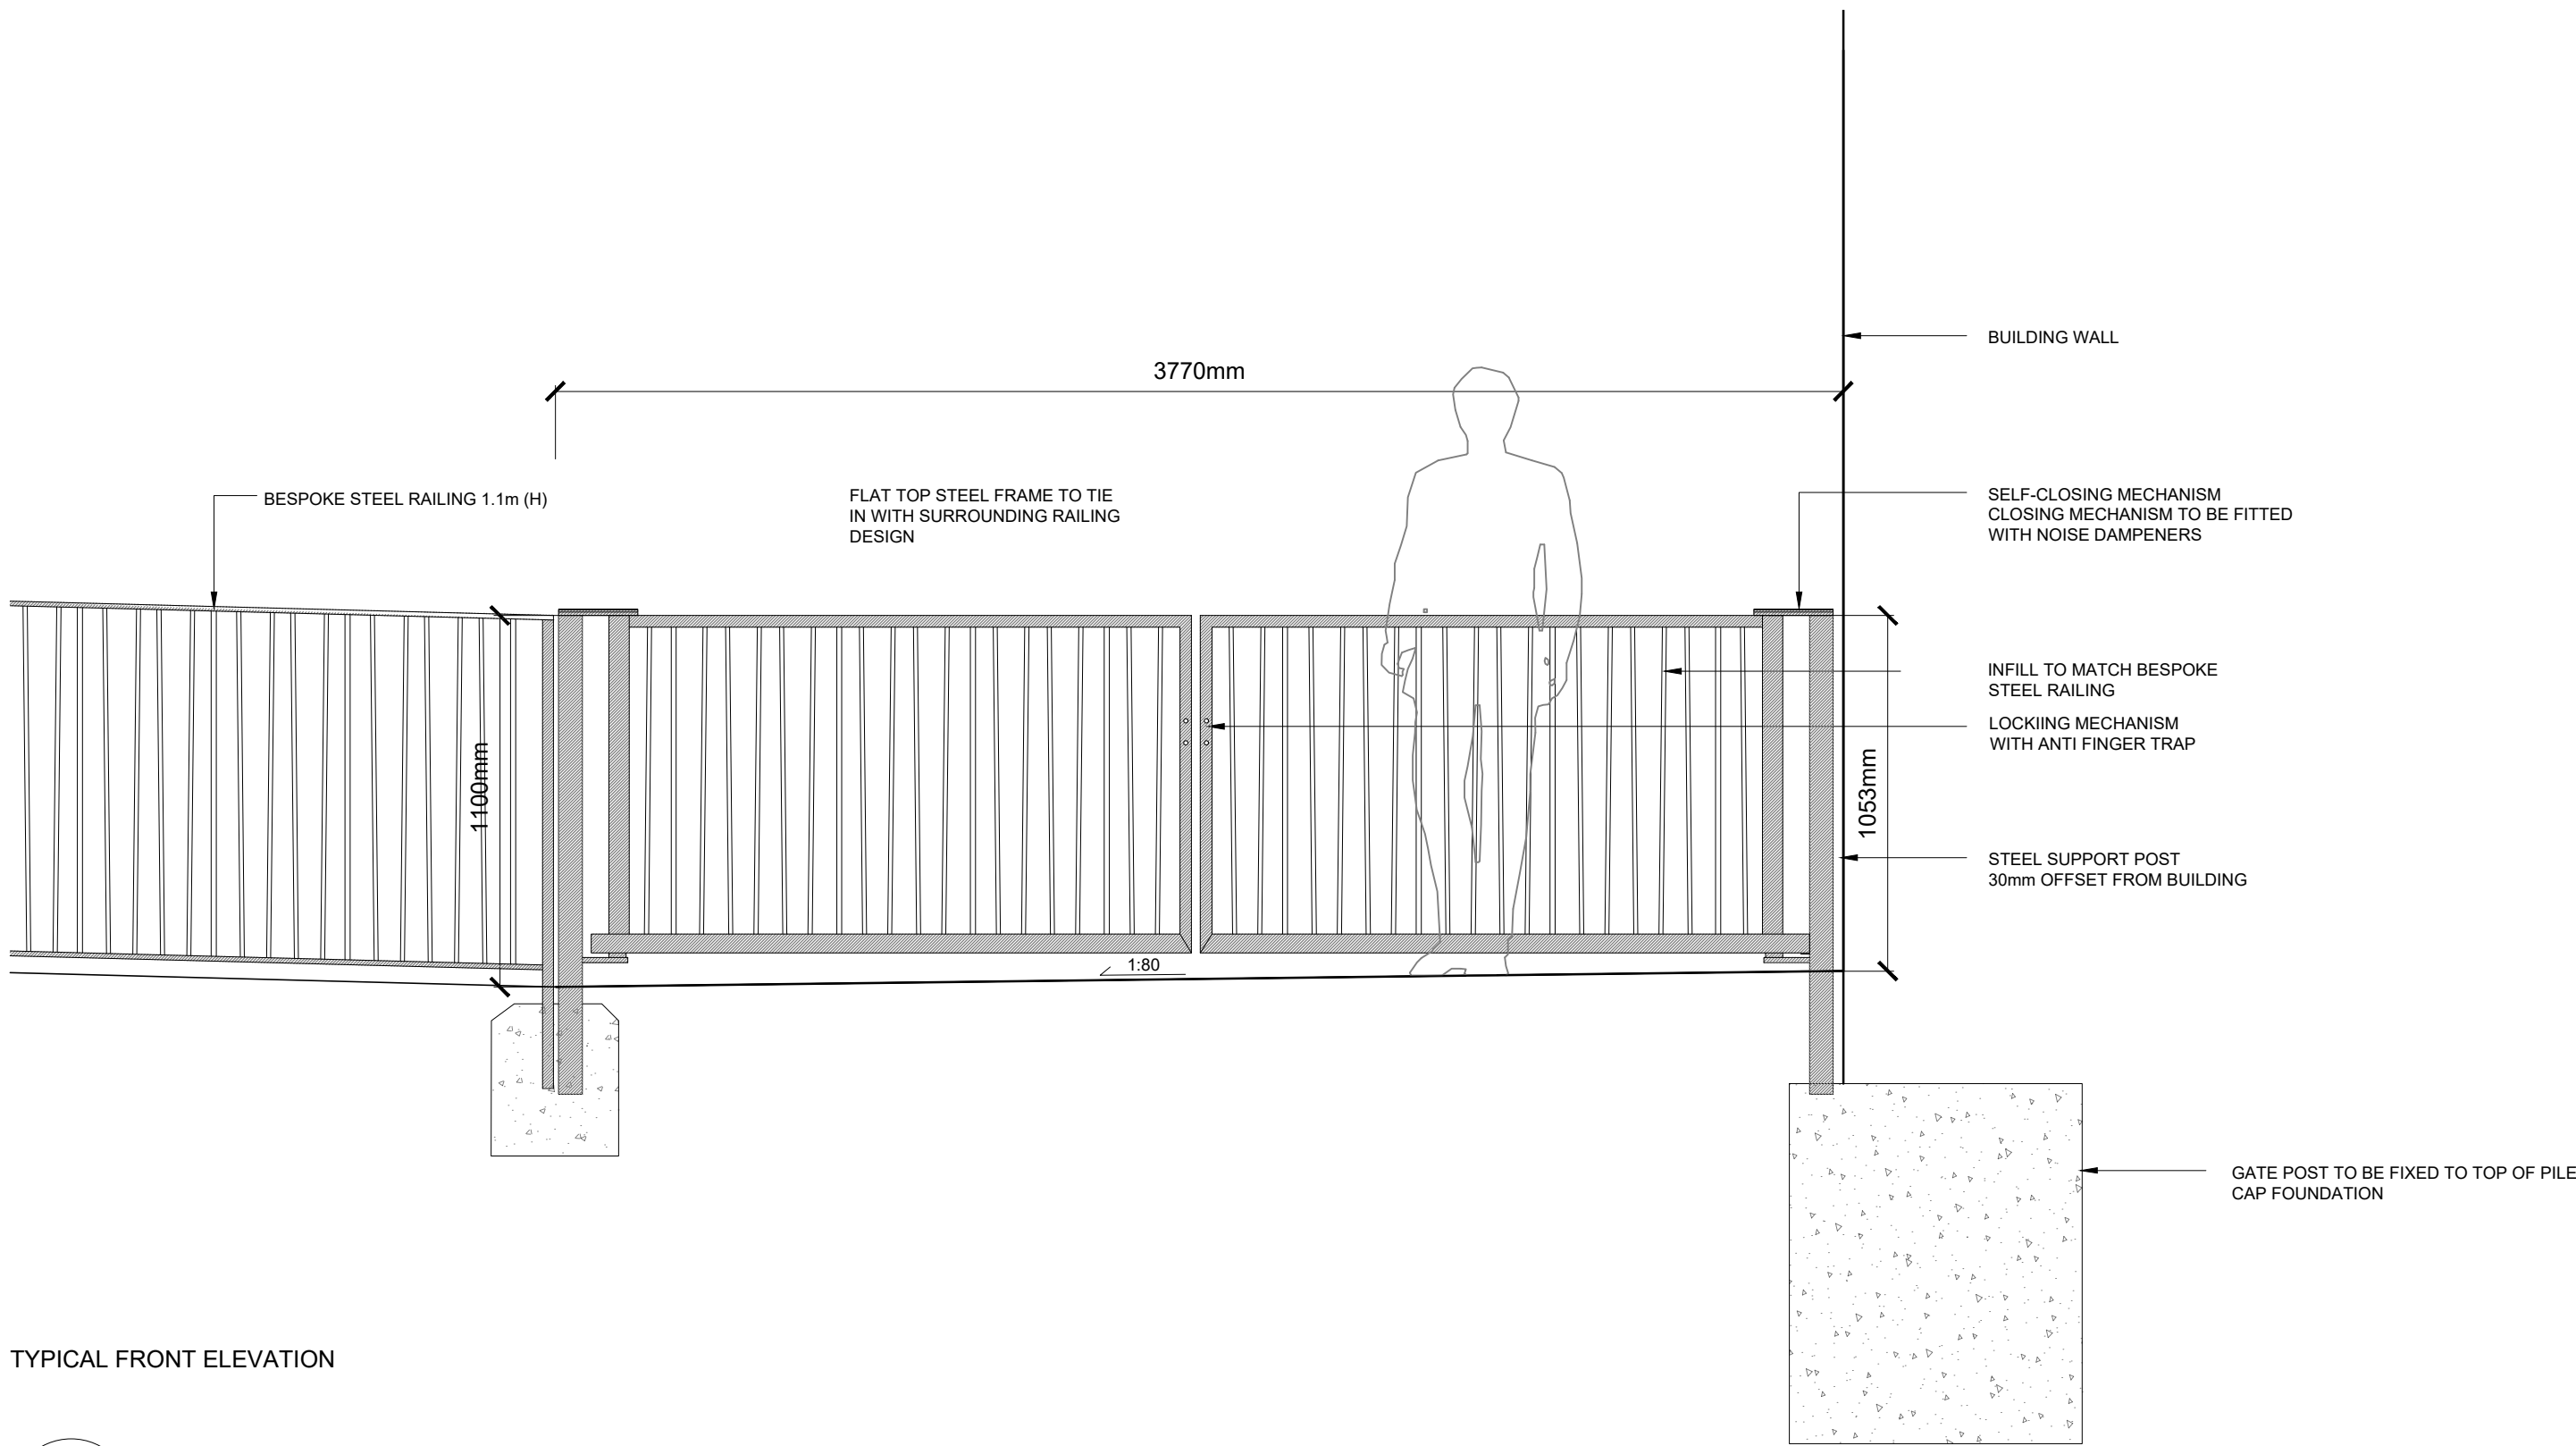 BUILDING WALL
3770mm
BESPOKE STEEL RAILING 1.1m (H)
FLAT TOP STEEL FRAME TO TIE
IN WITH SURROUNDING RAILING
DESIGN
SELF-CLOSING MECHANISM
CLOSING MECHANISM TO BE FITTED
WITH NOISE DAMPENERS
INFILL TO MATCH BESPOKE
STEEL RAILING
LOCKIING MECHANISM
WITH ANTI FINGER TRAP
1100mm
1053mm
STEEL SUPPORT POST
30mm OFFSET FROM BUILDING
1:80
GATE POST TO BE FIXED TO TOP OF PILE
CAP FOUNDATION
TYPICAL FRONT ELEVATION